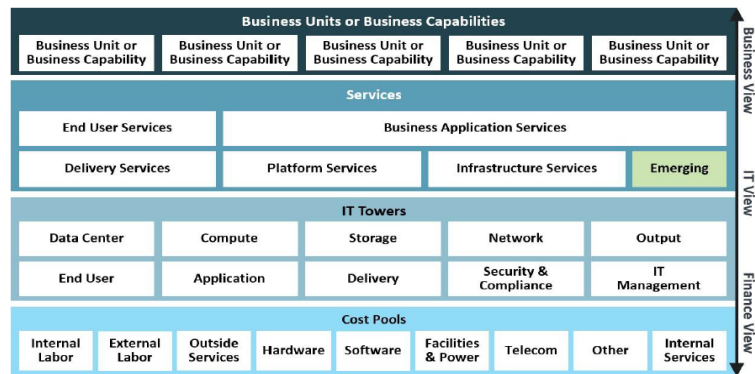 Business Units or Business Capabilities
Business Unit or Business Unit or Business Unit or Business Unit or Business Unit or
Business Capability Business Capability Business Capability Business Capability Business Capability
Services
End User Services Business Application Services
Delivery Services Platform Services Infrastructure Services Emerging
IT Towers
Data Center Compute Storage Network Output
End User Application Delivery Security & Compliance IT Management
Cost Pools
Internal Labor External Labor Outside Services Hardware Software Facilities & Power Telecom Other Internal Services
Business View
IT View
Finance View